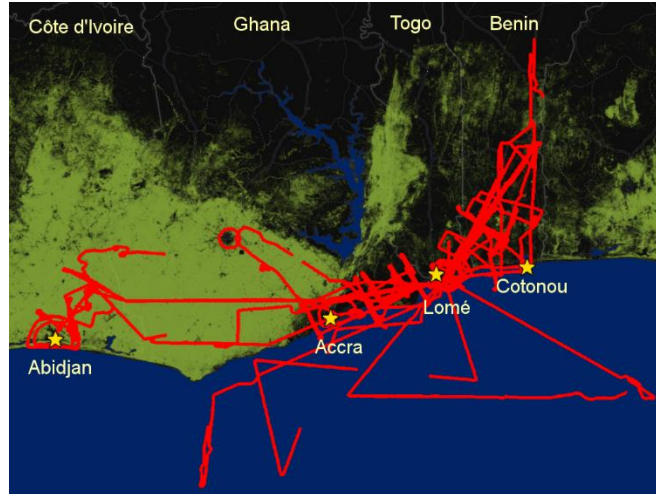 Côte d'Ivoire
Ghana
Togo
Benin
Cotonou
Lomé
Accra
Abidjan